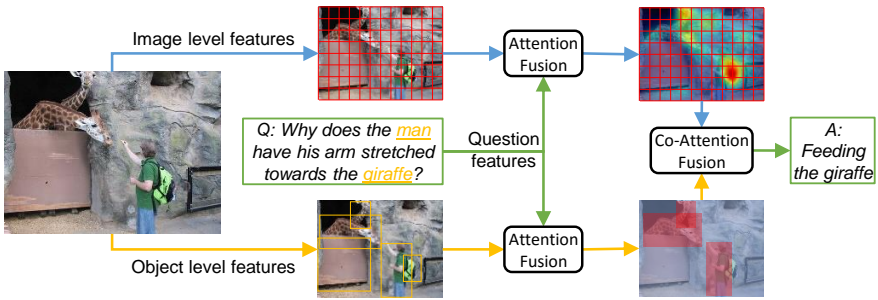 Image level features
Attention
Fusion
Q: Why does the man
have his arm stretched
towards the giraffe?
Question
features
Co-Attention
Fusion
A:
Feeding
the giraffe
Object level features
Attention
Fusion